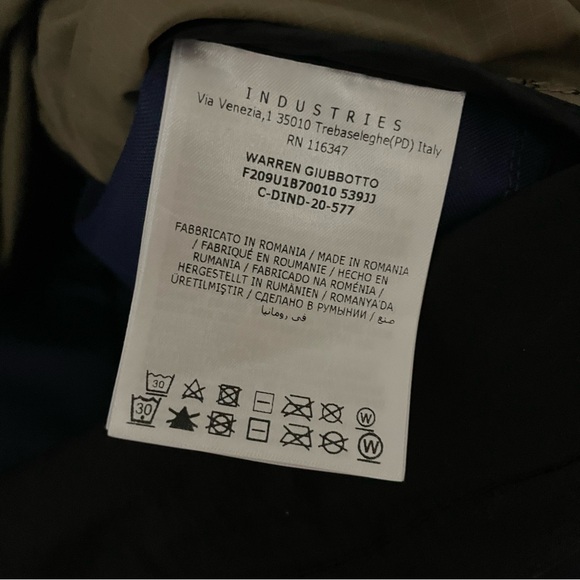 INDUSTRIES
Via Venezia,1 35010 Trebaseleghe(PD) Italy
RN 116347
WARREN GIUBBOTTO
F209U1B70010 539JJ
C-DIND-20-577
FABBRICATO IN ROMANIA / MADE IN ROMANIA
/ FABRIQUÉ EN ROUMANIE / HECHO EN
RUMANIA / FABRICADO NA ROMÉNIA /
HERGESTELLT IN RUMÄNIEN / ROMANYA'DA
ÜRETILMIŞTIR / СДЕЛАНО В РУМЫНИИ / صنع
في رومانيا
30
W
30
W